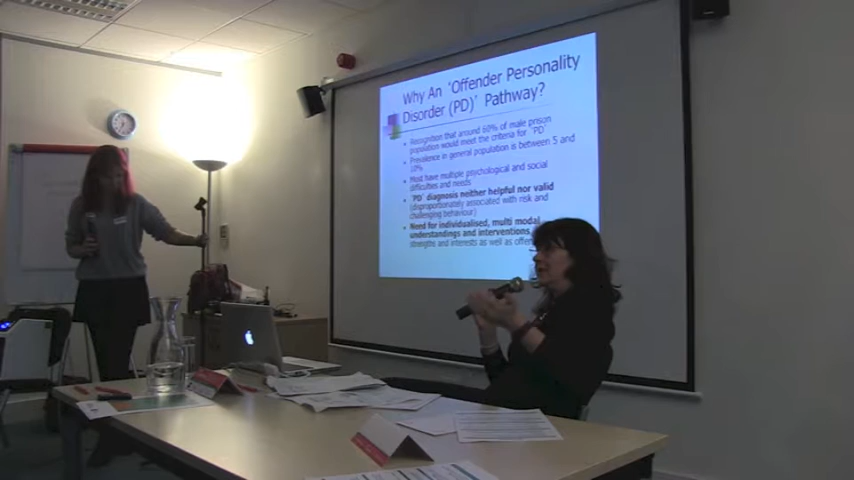 Why An 'Offender Personality
Disorder (PD)' Pathway?
Recognition that around 60% of male prison
population would meet the criteria for 'PD'
Prevalence in general population is between 5 and
10%
Most have multiple psychological and social
difficulties and needs
'PD' diagnosis neither helpful nor valid
(disproportionately associated with risk and
challenging behaviour)
Need for individualised, multi modal
understandings and interventions,
strengths and interests as well as